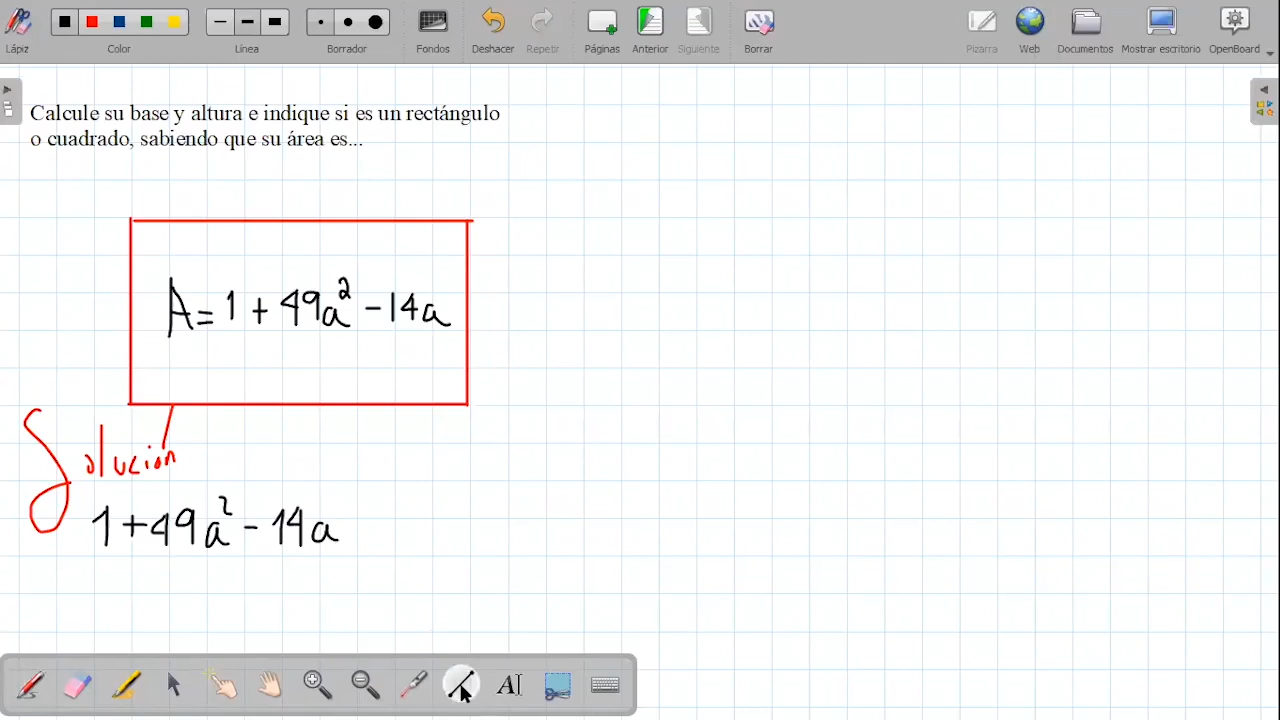 Lápiz Color Línea Borrador Fondos Deshacer Repetir Páginas Anterior Siguiente Borrar Pizarra Web Documentos Mostrar escritorio OpenBoard
Calcule su base y altura e indique si es un rectángulo
o cuadrado, sabiendo que su área es...
A = 1 + 49a² - 14a
Solución
1 + 49a² - 14a
AI